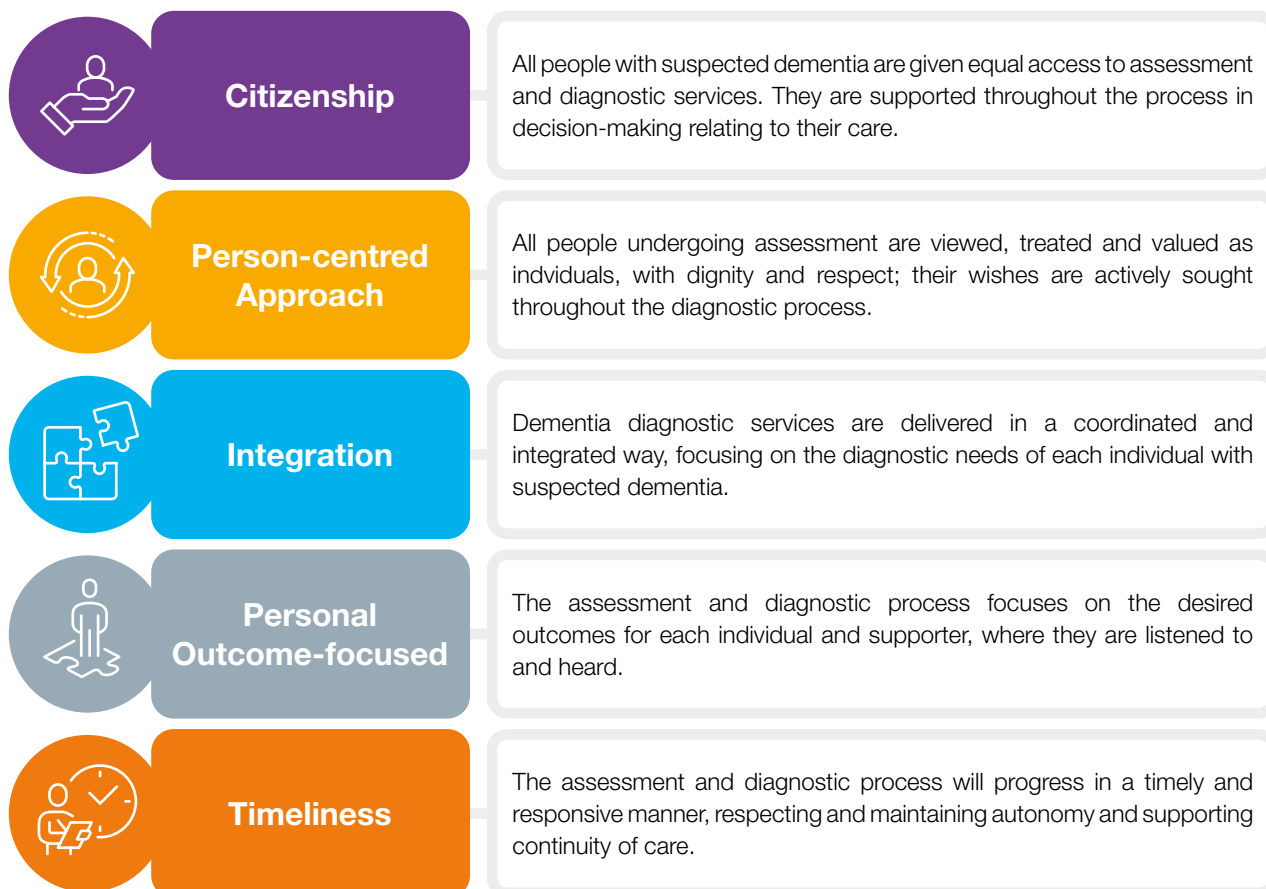 Citizenship
All people with suspected dementia are given equal access to assessment
and diagnostic services. They are supported throughout the process in
decision-making relating to their care.
Person-centred
Approach
All people undergoing assessment are viewed, treated and valued as
indviduals, with dignity and respect; their wishes are actively sought
throughout the diagnostic process.
Integration
Dementia diagnostic services are delivered in a coordinated and
integrated way, focusing on the diagnostic needs of each individual with
suspected dementia.
Personal
Outcome-focused
The assessment and diagnostic process focuses on the desired
outcomes for each individual and supporter, where they are listened to
and heard.
Timeliness
The assessment and diagnostic process will progress in a timely and
responsive manner, respecting and maintaining autonomy and supporting
continuity of care.